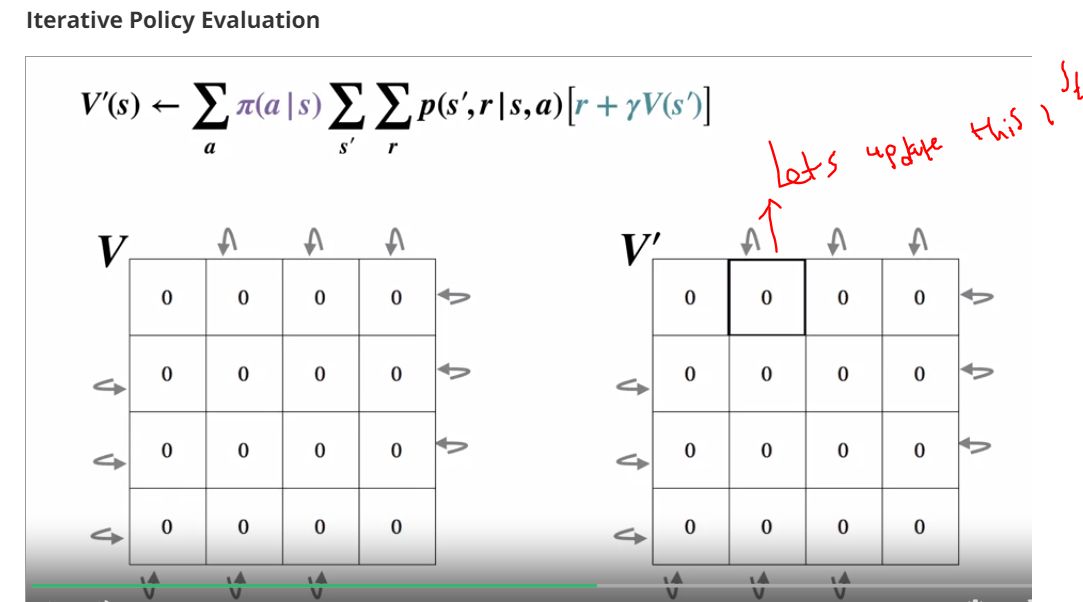 Iterative Policy Evaluation
V'(s) ← ∑ π(a|s) ∑ ∑ p(s',r|s,a)[r + γV(s')]
a s' r
Lets update this
V
0 0 0 0
0 0 0 0
0 0 0 0
0 0 0 0
V'
0 0 0 0
0 0 0 0
0 0 0 0
0 0 0 0